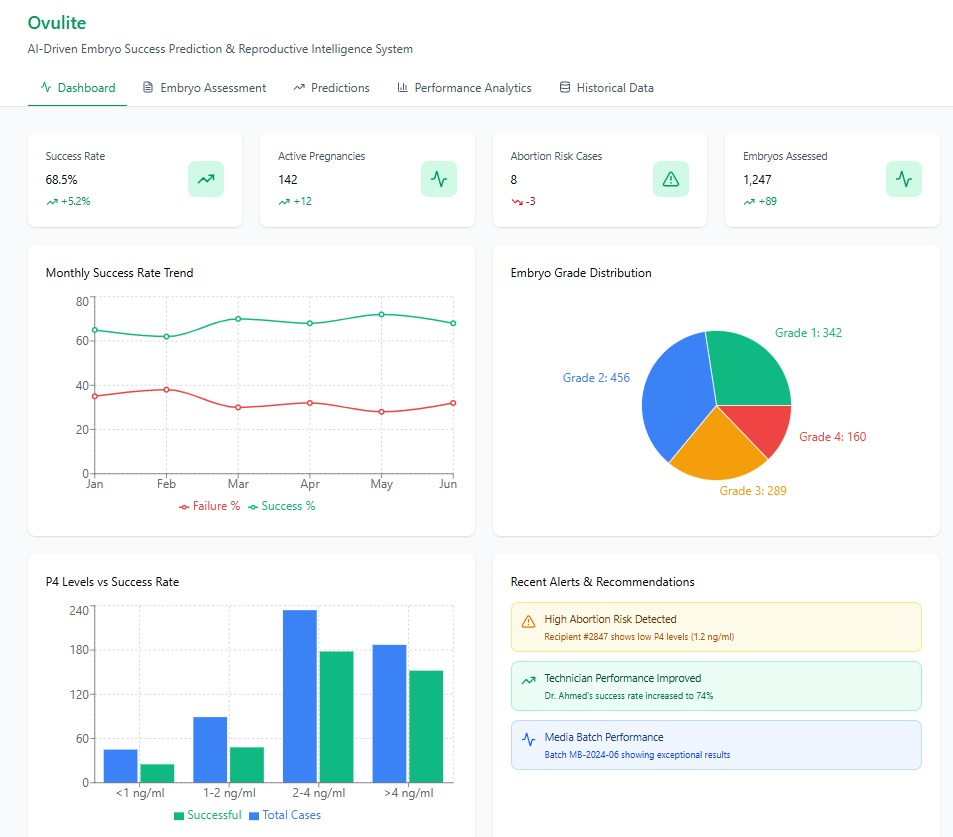 Ovulite
AI-Driven Embryo Success Prediction & Reproductive Intelligence System
Dashboard
Embryo Assessment
Predictions
Performance Analytics
Historical Data
Success Rate
68.5%
+5.2%
Active Pregnancies
142
+12
Abortion Risk Cases
8
-3
Embryos Assessed
1,247
+89
Monthly Success Rate Trend
80
60
40
20
0
Jan Feb Mar Apr May Jun
Failure % Success %
Embryo Grade Distribution
Grade 1: 342
Grade 2: 456
Grade 4: 160
Grade 3: 289
P4 Levels vs Success Rate
240
180
120
60
0
<1 ng/ml 1-2 ng/ml 2-4 ng/ml >4 ng/ml
Successful Total Cases
Recent Alerts & Recommendations
High Abortion Risk Detected
Recipient #2847 shows low P4 levels (1.2 ng/ml)
Technician Performance Improved
Dr. Ahmed's success rate increased to 74%
Media Batch Performance
Batch MB-2024-06 showing exceptional results